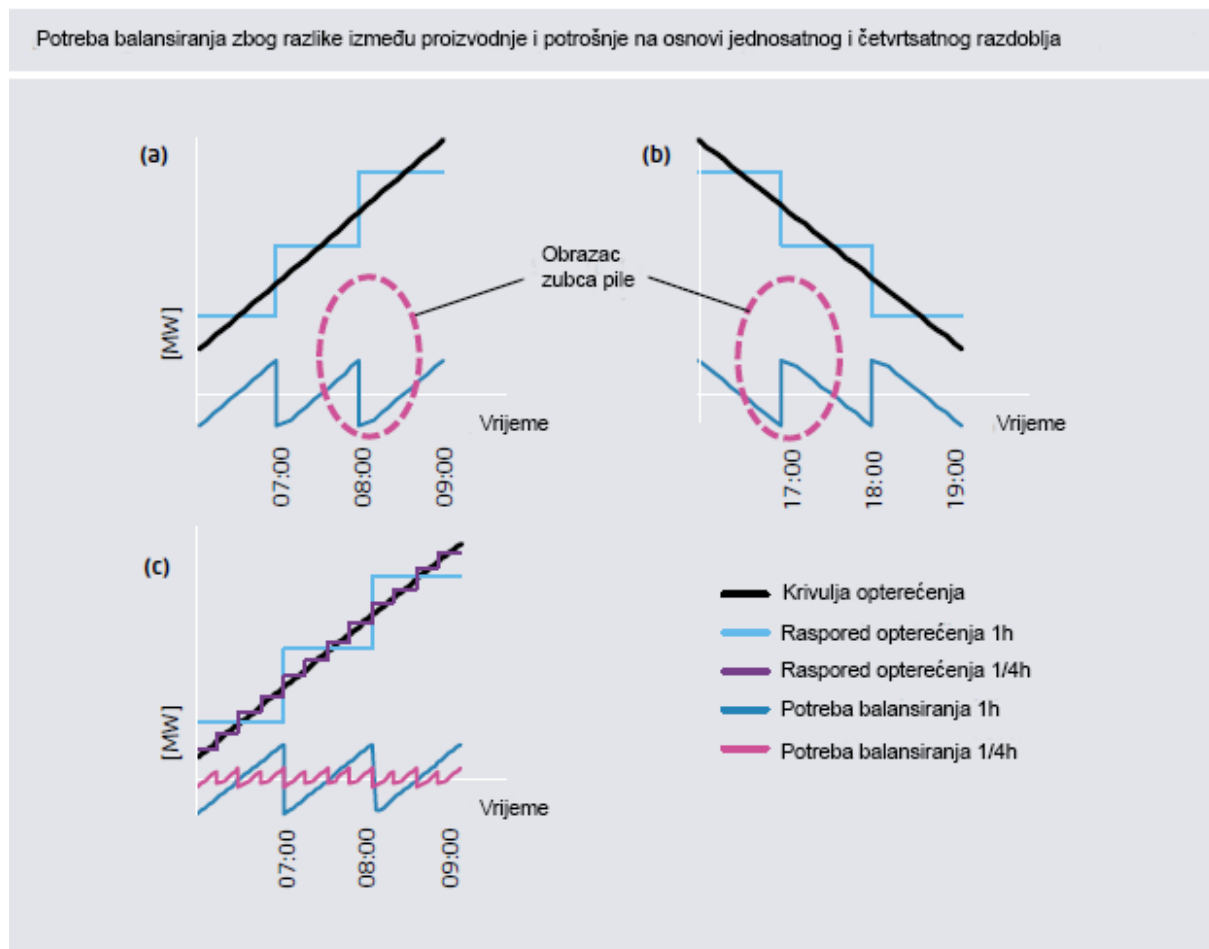 Potreba balansiranja zbog razlike između proizvodnje i potrošnje na osnovi jednosatnog i četvrtsatnog razdoblja
(a)
[MW]
Vrijeme
07:00
08:00
09:00
Obrazac
zubca pile
(b)
Vrijeme
17:00
18:00
19:00
(c)
[MW]
Vrijeme
07:00
08:00
09:00
Krivulja opterećenja
Raspored opterećenja 1h
Raspored opterećenja 1/4h
Potreba balansiranja 1h
Potreba balansiranja 1/4h